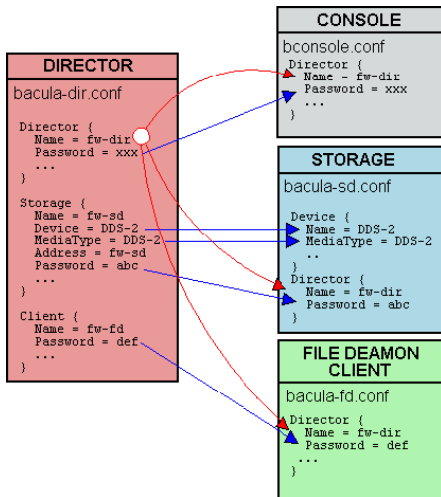 DIRECTOR
bacula-dir.conf
Director {
Name = fw-dir
Password = xxx
...
}
Storage {
Name = fw-sd
Device = DDS-2
MediaType = DDS-2
Address = fw-sd
Password = abc
...
}
Client {
Name = fw-fd
Password = def
...
}
CONSOLE
bconsole.conf
Director {
Name - fw-dir
Password = xxx
...
}
STORAGE
bacula-sd.conf
Device {
Name = DDS-2
MediaType = DDS-2
..
}
Director {
Name = fw-dir
Password = abc
}
FILE DEAMON
CLIENT
bacula-fd.conf
Director {
Name = fw-dir
Password = def
...
}